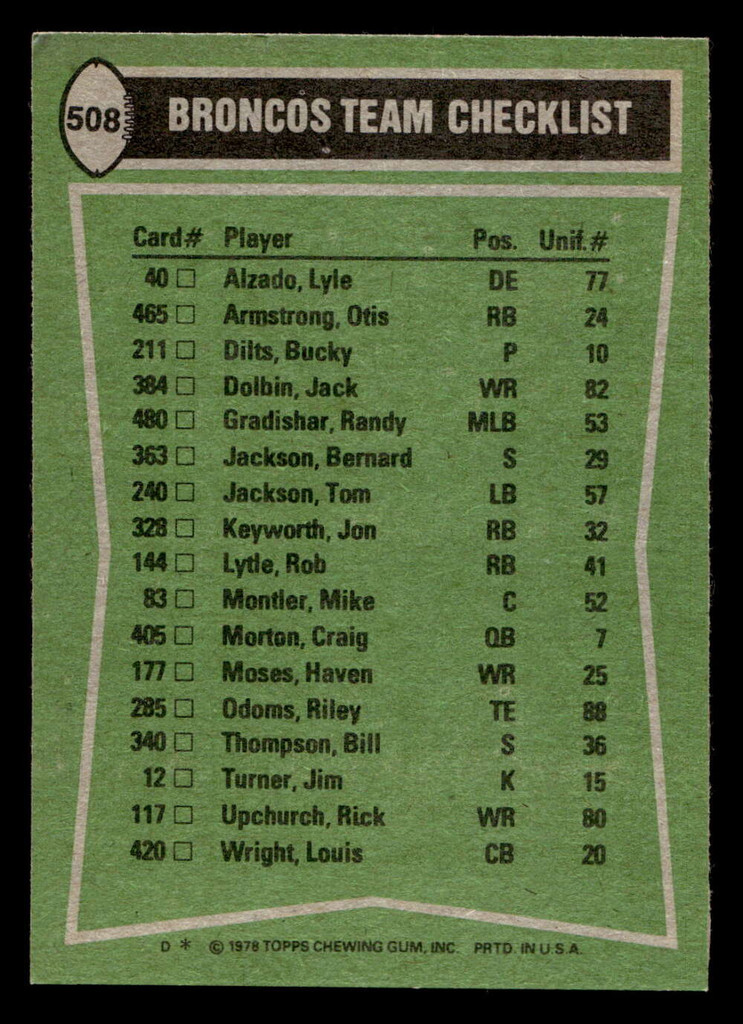 508 BRONCOS TEAM CHECKLIST
Card# Player Pos. Unif.#
40 Alzado, Lyle DE 77
465 Armstrong, Otis RB 24
211 Dilts, Bucky P 10
384 Dolbin, Jack WR 82
480 Gradishar, Randy MLB 53
363 Jackson, Bernard S 29
240 Jackson, Tom LB 57
328 Keyworth, Jon RB 32
144 Lytle, Rob RB 41
83 Montler, Mike C 52
405 Morton, Craig QB 7
177 Moses, Haven WR 25
285 Odoms, Riley TE 88
340 Thompson, Bill S 36
12 Turner, Jim K 15
117 Upchurch, Rick WR 80
420 Wright, Louis CB 20
D * © 1978 TOPPS CHEWING GUM, INC. PRTD. IN U.S.A.